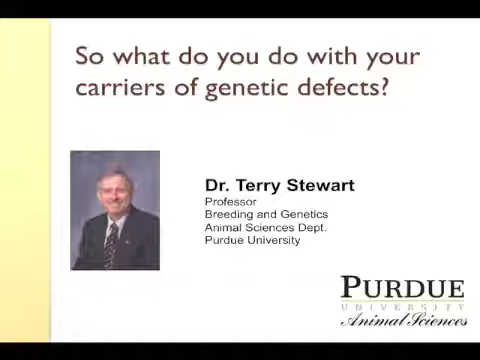 So what do you do with your
carriers of genetic defects?
Dr. Terry Stewart
Professor
Breeding and Genetics
Animal Sciences Dept.
Purdue University
PURDUE
UNIVERSITY
Animal Sciences